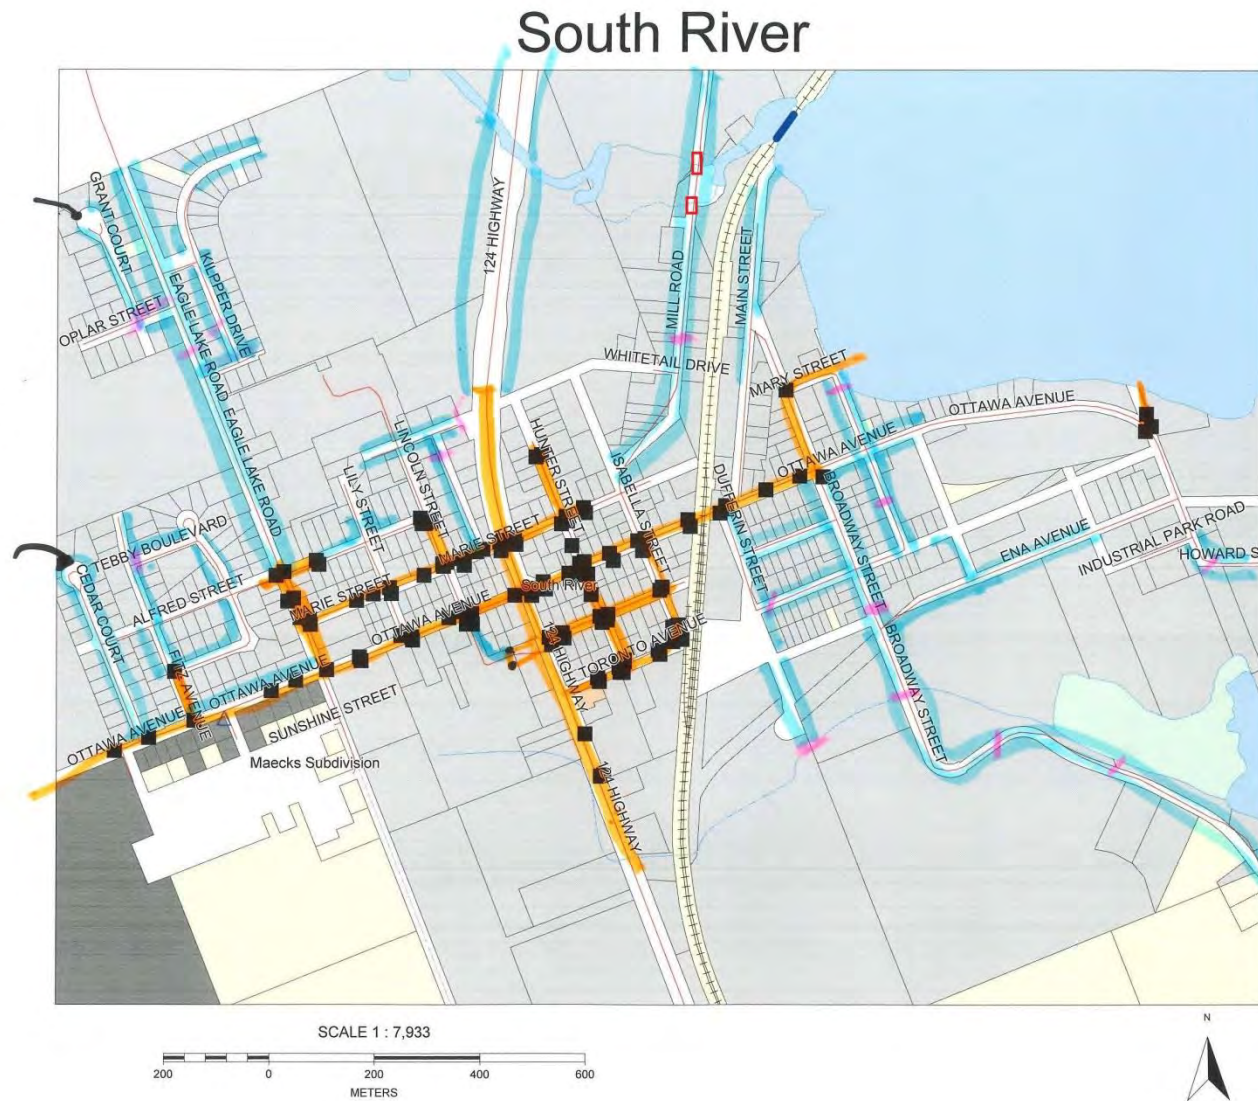 South River
GRANT COURT
OPLAR STREET
EAGLE LAKE ROAD
KILPPER DRIVE
EAGLE LAKE ROAD
124 HIGHWAY
MILL ROAD
MAIN STREET
WHITETAIL DRIVE
MARY STREET
OTTAWA AVENUE
OTTAWA AVENUE
LINCOLN STREET
HUNTER STREET
ISABELLA STREET
LILY STREET
DUFFERIN STREET
BROADWAY STREET
ENA AVENUE
INDUSTRIAL PARK ROAD
HOWARD S
TEBBY BOULEVARD
CEDAR COURT
ALFRED STREET
MARIE STREET
MARIE STREET
South River
OTTAWA AVENUE
124 HIGHWAY
TORONTO AVENUE
BROADWAY STREET
OTTAWA AVENUE
OTTAWA AVENUE
SUNSHINE STREET
Maecks Subdivision
124 HIGHWAY
SCALE 1 : 7,933
200 0 200 400 600
METERS
N